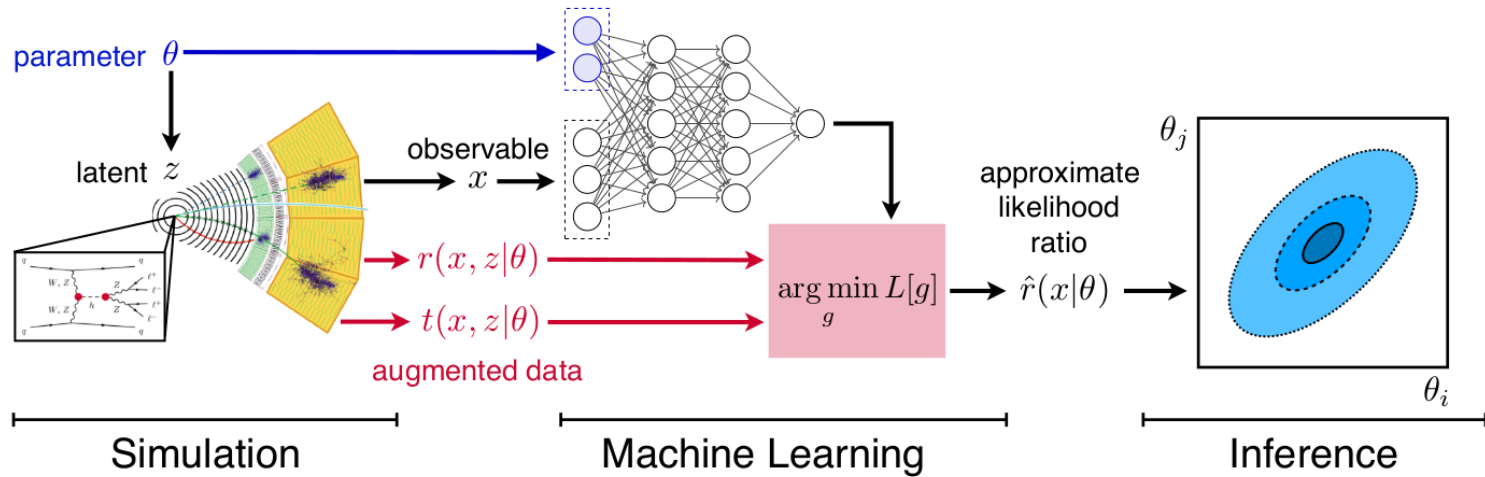 parameter θ
latent z
observable
x
r(x, z|θ)
t(x, z|θ)
augmented data
arg min L[g]
g
approximate
likelihood
ratio
r̂(x|θ)
θj
θi
q
q
W, Z
h
Z
Z
ℓ+
ℓ−
ℓ+
ℓ−
W, Z
q
q
Simulation
Machine Learning
Inference